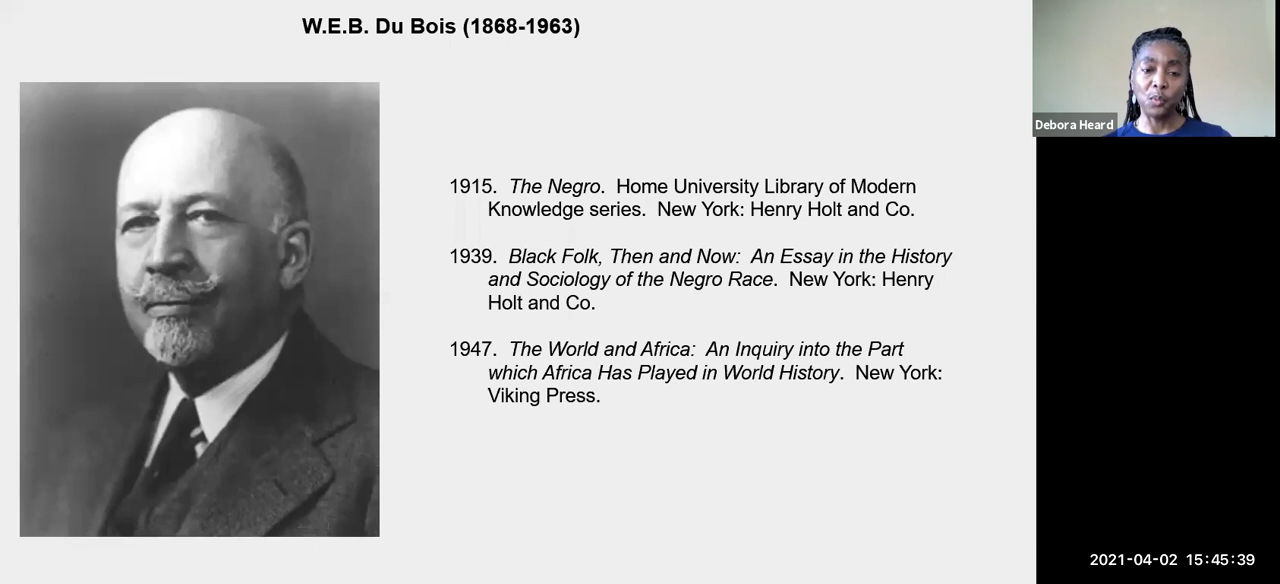 W.E.B. Du Bois (1868-1963)
Debora Heard
1915. The Negro. Home University Library of Modern
Knowledge series. New York: Henry Holt and Co.
1939. Black Folk, Then and Now: An Essay in the History
and Sociology of the Negro Race. New York: Henry
Holt and Co.
1947. The World and Africa: An Inquiry into the Part
which Africa Has Played in World History. New York:
Viking Press.
2021-04-02 15:45:39